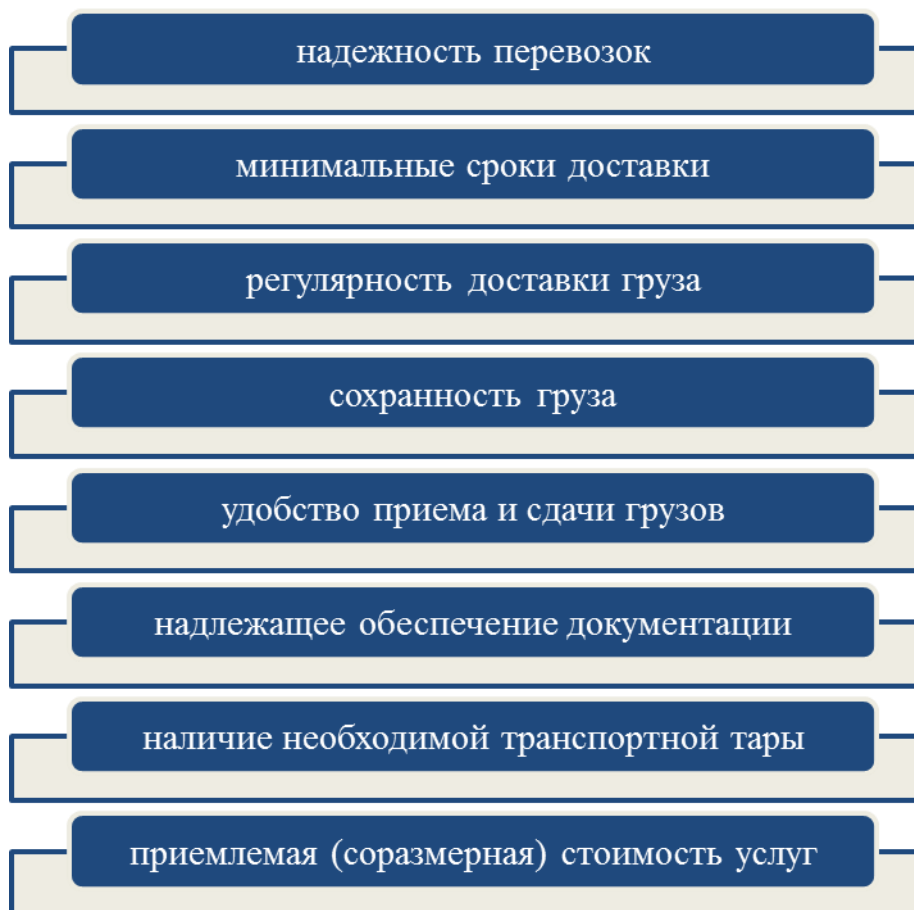 надежность перевозок
минимальные сроки доставки
регулярность доставки груза
сохранность груза
удобство приема и сдачи грузов
надлежащее обеспечение документации
наличие необходимой транспортной тары
приемлемая (соразмерная) стоимость услуг